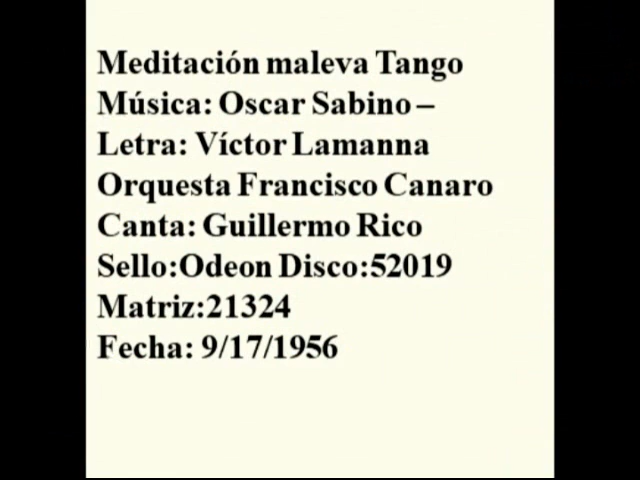 Meditación maleva Tango
Música: Oscar Sabino –
Letra: Víctor Lamanna
Orquesta Francisco Canaro
Canta: Guillermo Rico
Sello:Odeon Disco:52019
Matriz:21324
Fecha: 9/17/1956